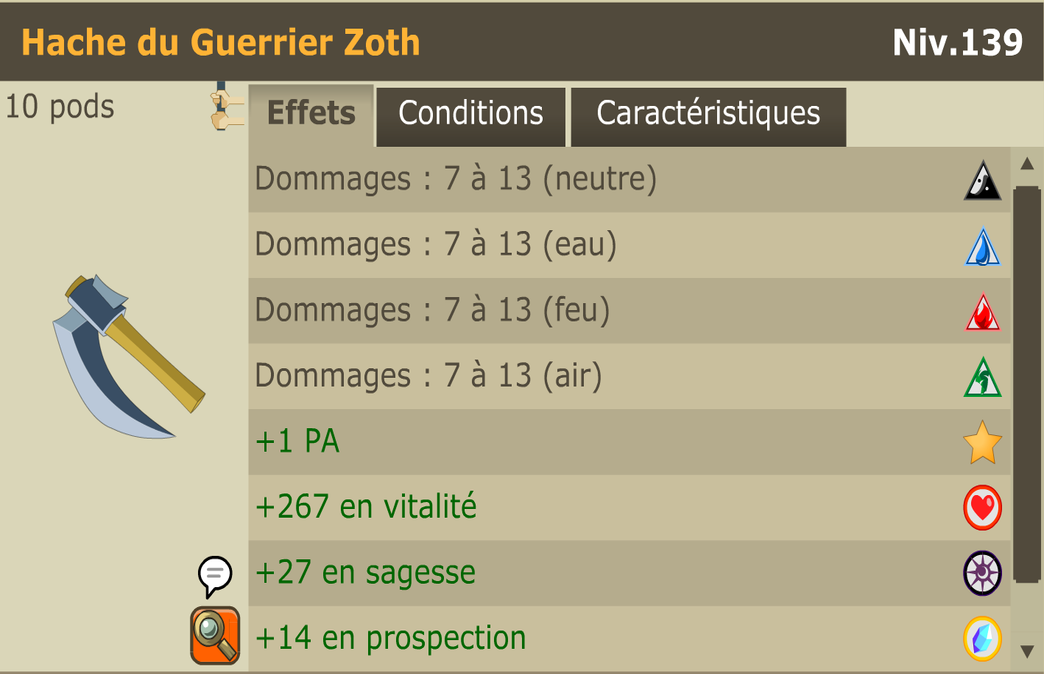 Hache du Guerrier Zoth
Niv.139
10 pods
Effets
Conditions
Caractéristiques
Dommages : 7 à 13 (neutre)
Dommages : 7 à 13 (eau)
Dommages : 7 à 13 (feu)
Dommages : 7 à 13 (air)
+1 PA
+267 en vitalité
+27 en sagesse
+14 en prospection